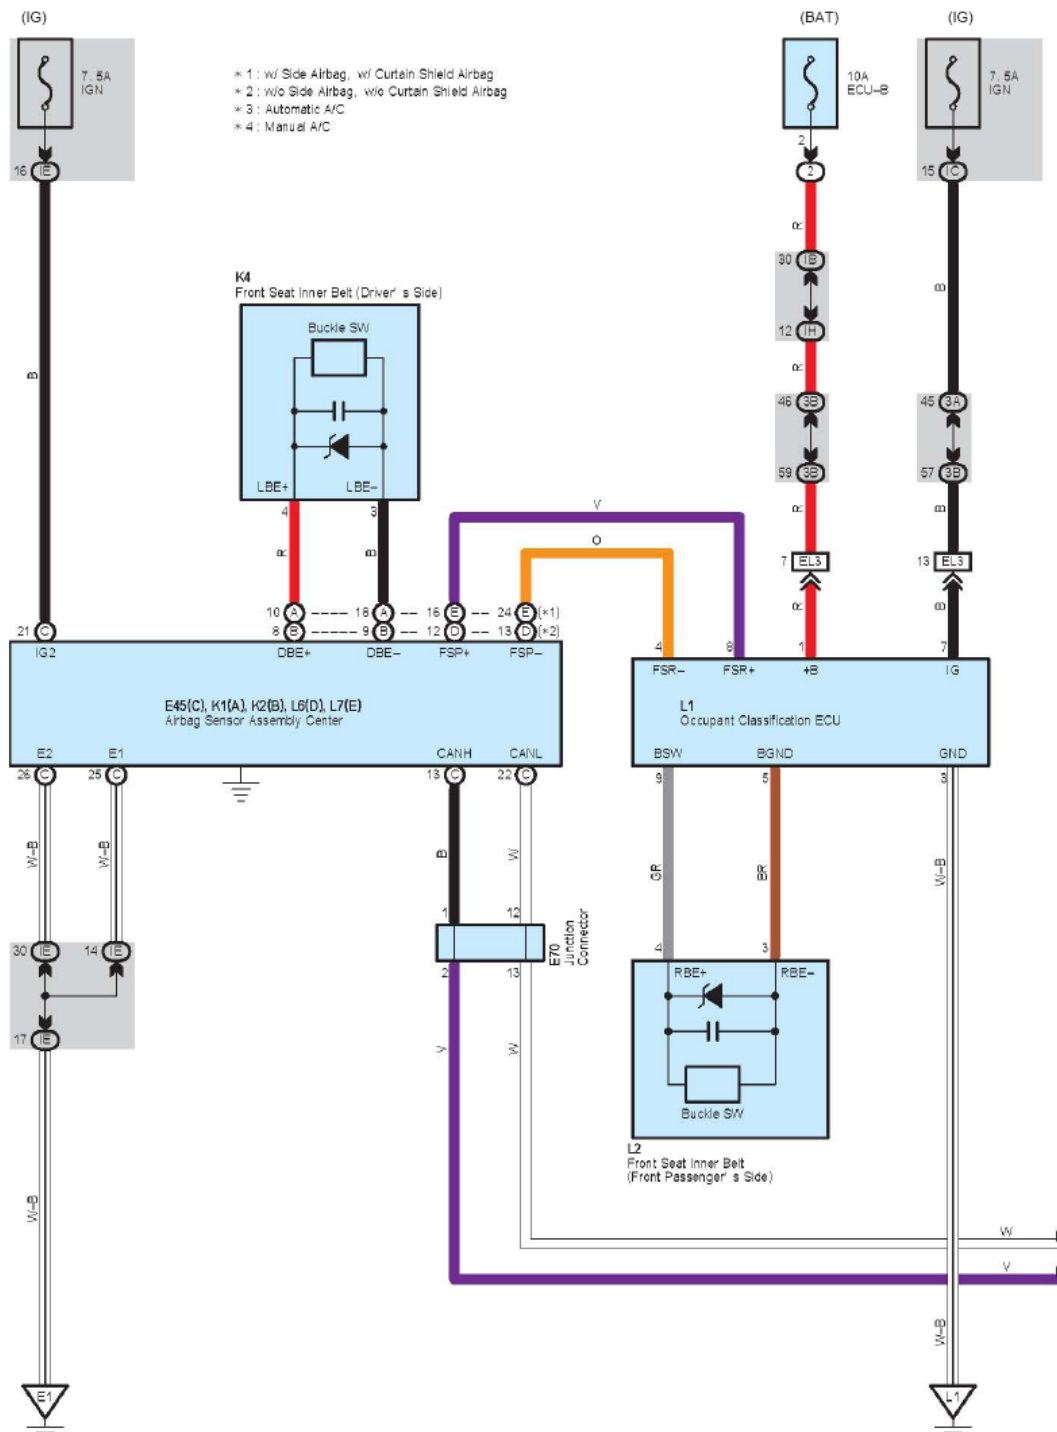 (IG)
(BAT)
(IG)
7. 5A
IGN
10A
ECU-B
7. 5A
IGN
* 1 : w/ Side Airbag, w/ Curtain Shield Airbag
* 2 : w/o Side Airbag, w/o Curtain Shield Airbag
* 3 : Automatic A/C
* 4 : Manual A/C
2
16 IE
2
15 IC
R
30 IB
B
12 IH
K4
Front Seat Inner Belt (Driver' s Side)
Buckle SW
B
R
46 3B
45 3A
59 3B
57 3B
LBE+
LBE-
4
3
V
R
B
O
R
B
7 EL3
13 EL3
10 A
18 A
16 E
24 E (*1)
R
B
21 C
8 B
9 B
12 D
13 D (*2)
4
8
1
7
IG2
DBE+
DBE-
FSP+
FSP-
FSR-
FSR+
+B
IG
E45(C), K1(A), K2(B), L6(D), L7(E)
Airbag Sensor Assembly Center
L1
Occupant Classification ECU
E2
E1
CANH
CANL
BSW
BGND
GND
26 C
25 C
13 C
22 C
9
5
3
W-B
W-B
B
W
GR
BR
W-B
1
12
E70
Junction
Connector
30 IE
14 IE
4
3
2
13
RBE+
RBE-
17 IE
V
W
Buckle SW
L2
Front Seat Inner Belt
(Front Passenger' s Side)
W-B
W
V
W-B
E1
L1